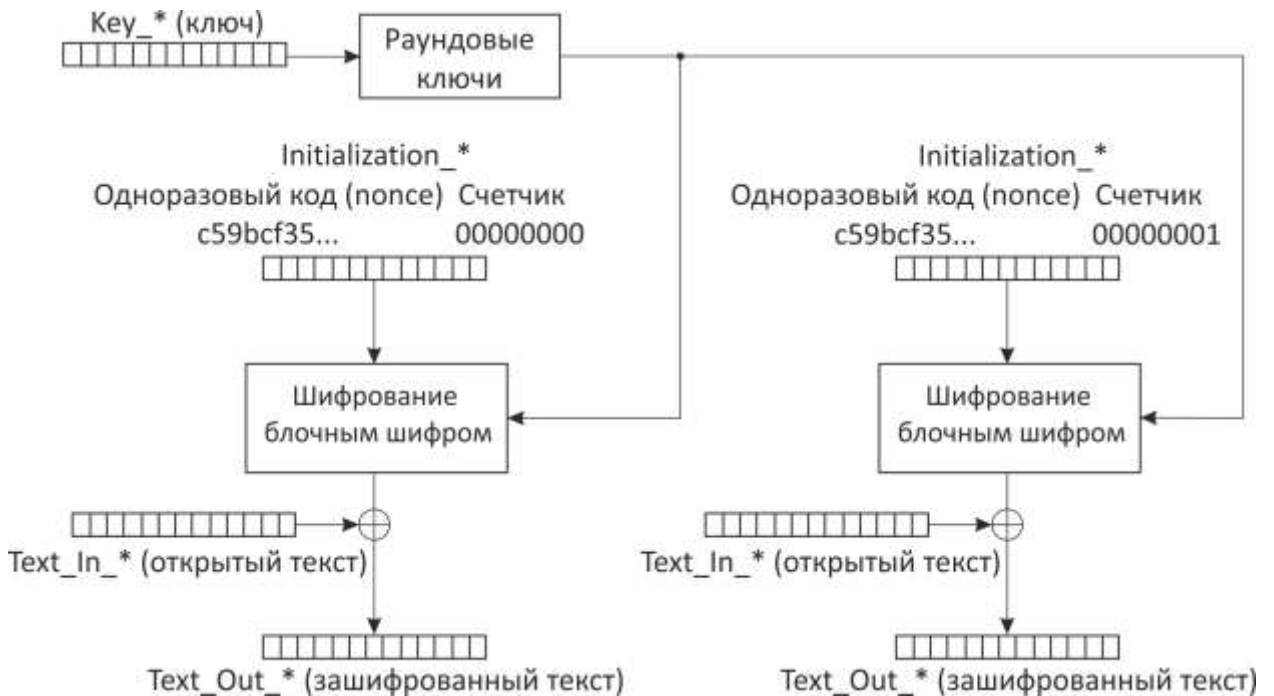 Key_* (ключ)
Раундовые
ключи
Initialization_*
Одноразовый код (nonce) Счетчик
c59bcf35... 00000000
Initialization_*
Одноразовый код (nonce) Счетчик
c59bcf35... 00000001
Шифрование
блочным шифром
Шифрование
блочным шифром
Text_In_* (открытый текст)
Text_In_* (открытый текст)
Text_Out_* (зашифрованный текст)
Text_Out_* (зашифрованный текст)